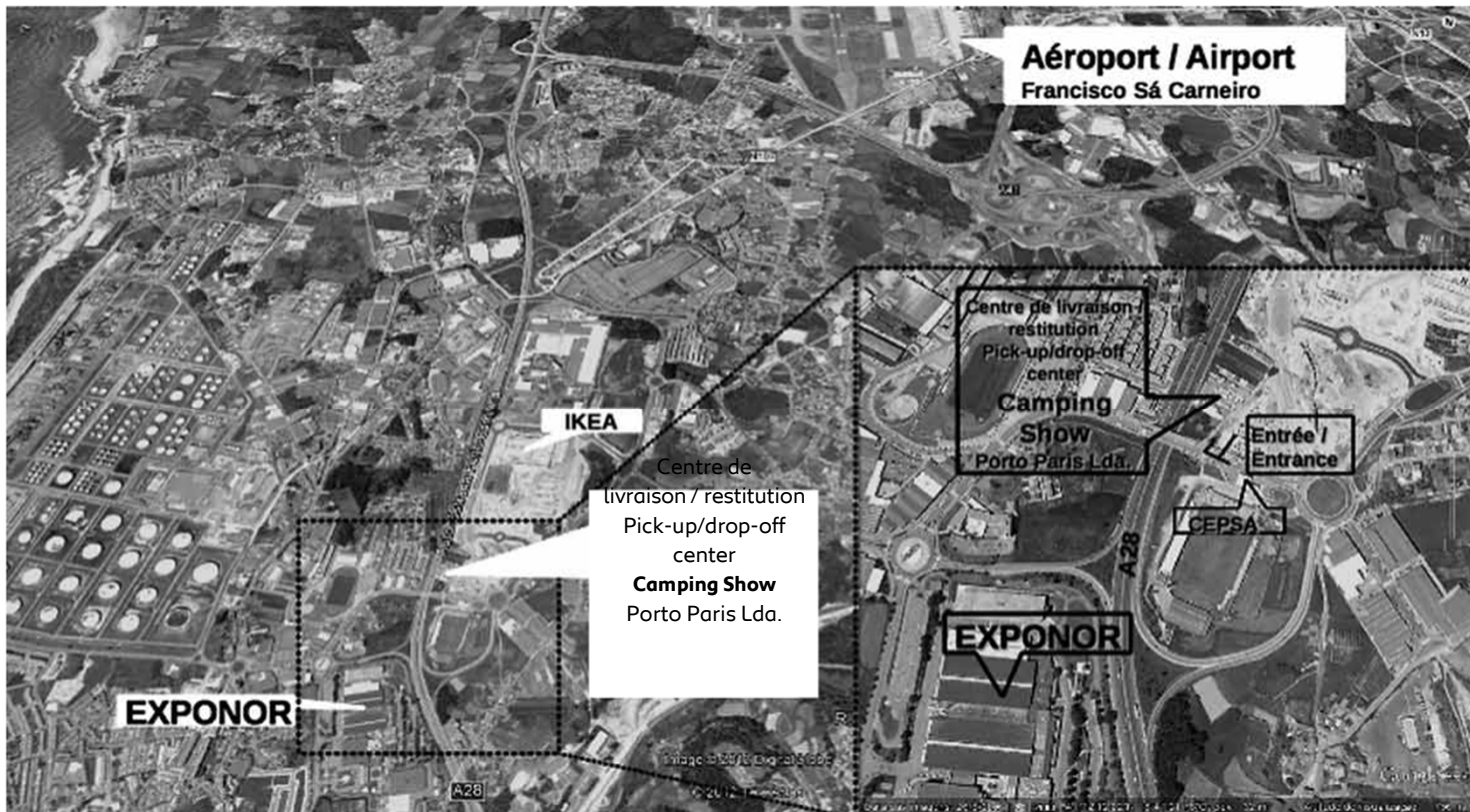 Aéroport / Airport
Francisco Sá Carneiro
IKEA
Centre de
livraison / restitution
Pick-up/drop-off
center
Camping Show
Porto Paris Lda.
EXPONOR
A28
Centre de livraison /
restitution
Pick-up/drop-off
center
Camping
Show
Porto Paris Lda.
Entrée /
Entrance
CEPSA
A28
EXPONOR